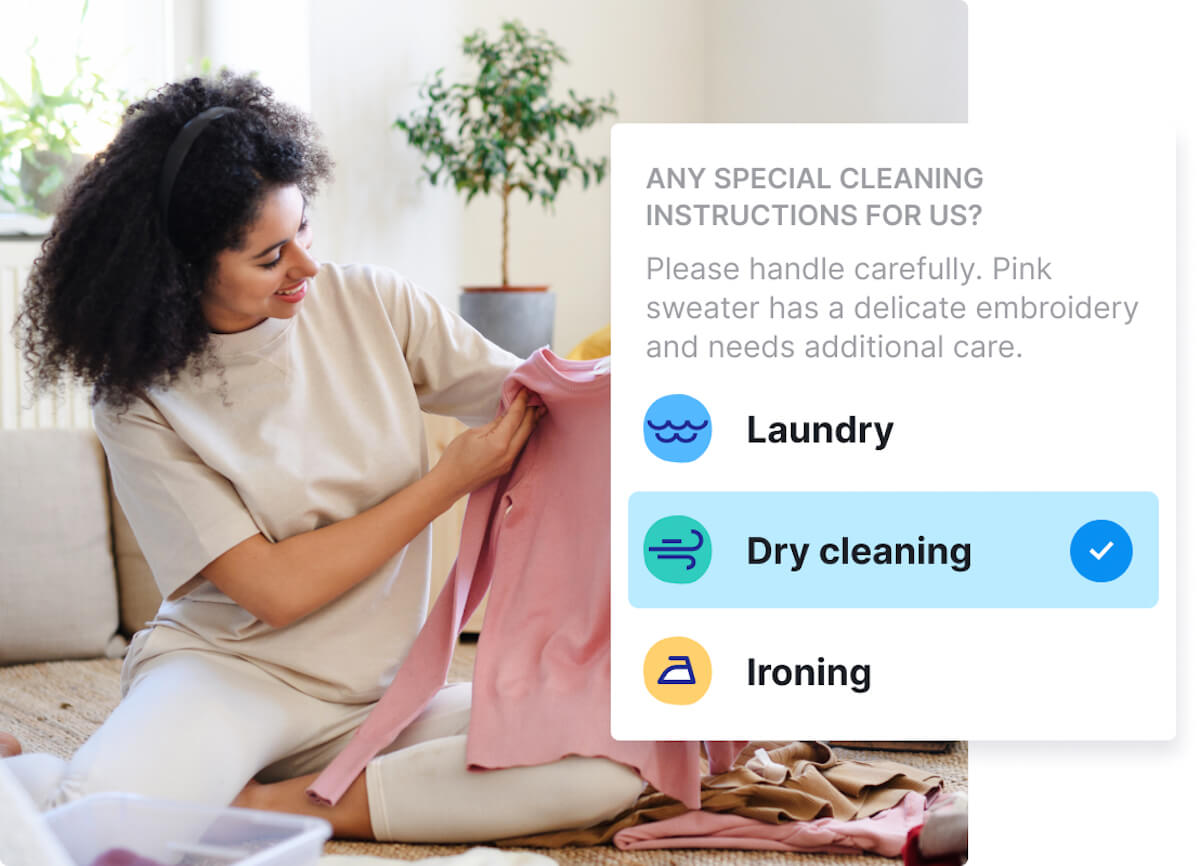 ANY SPECIAL CLEANING
INSTRUCTIONS FOR US?
Please handle carefully. Pink
sweater has a delicate embroidery
and needs additional care.
Laundry
Dry cleaning
Ironing